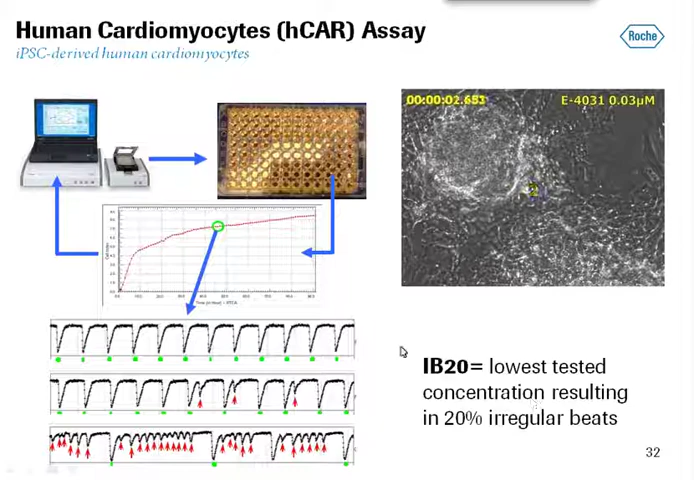 Human Cardiomyocytes (hCAR) Assay
iPSC-derived human cardiomyocytes
Roche
00:00:02.653
E-4031 0.03µM
IB20= lowest tested
concentration resulting
in 20% irregular beats
32